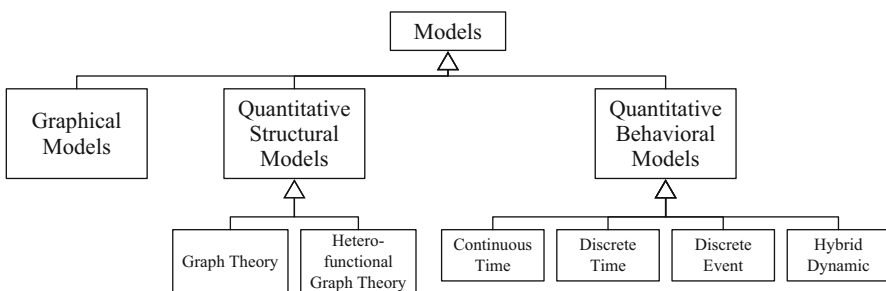 Models
Graphical
Models
Quantitative
Structural
Models
Quantitative
Behavioral
Models
Graph Theory
Hetero-
functional
Graph Theory
Continuous
Time
Discrete
Time
Discrete
Event
Hybrid
Dynamic